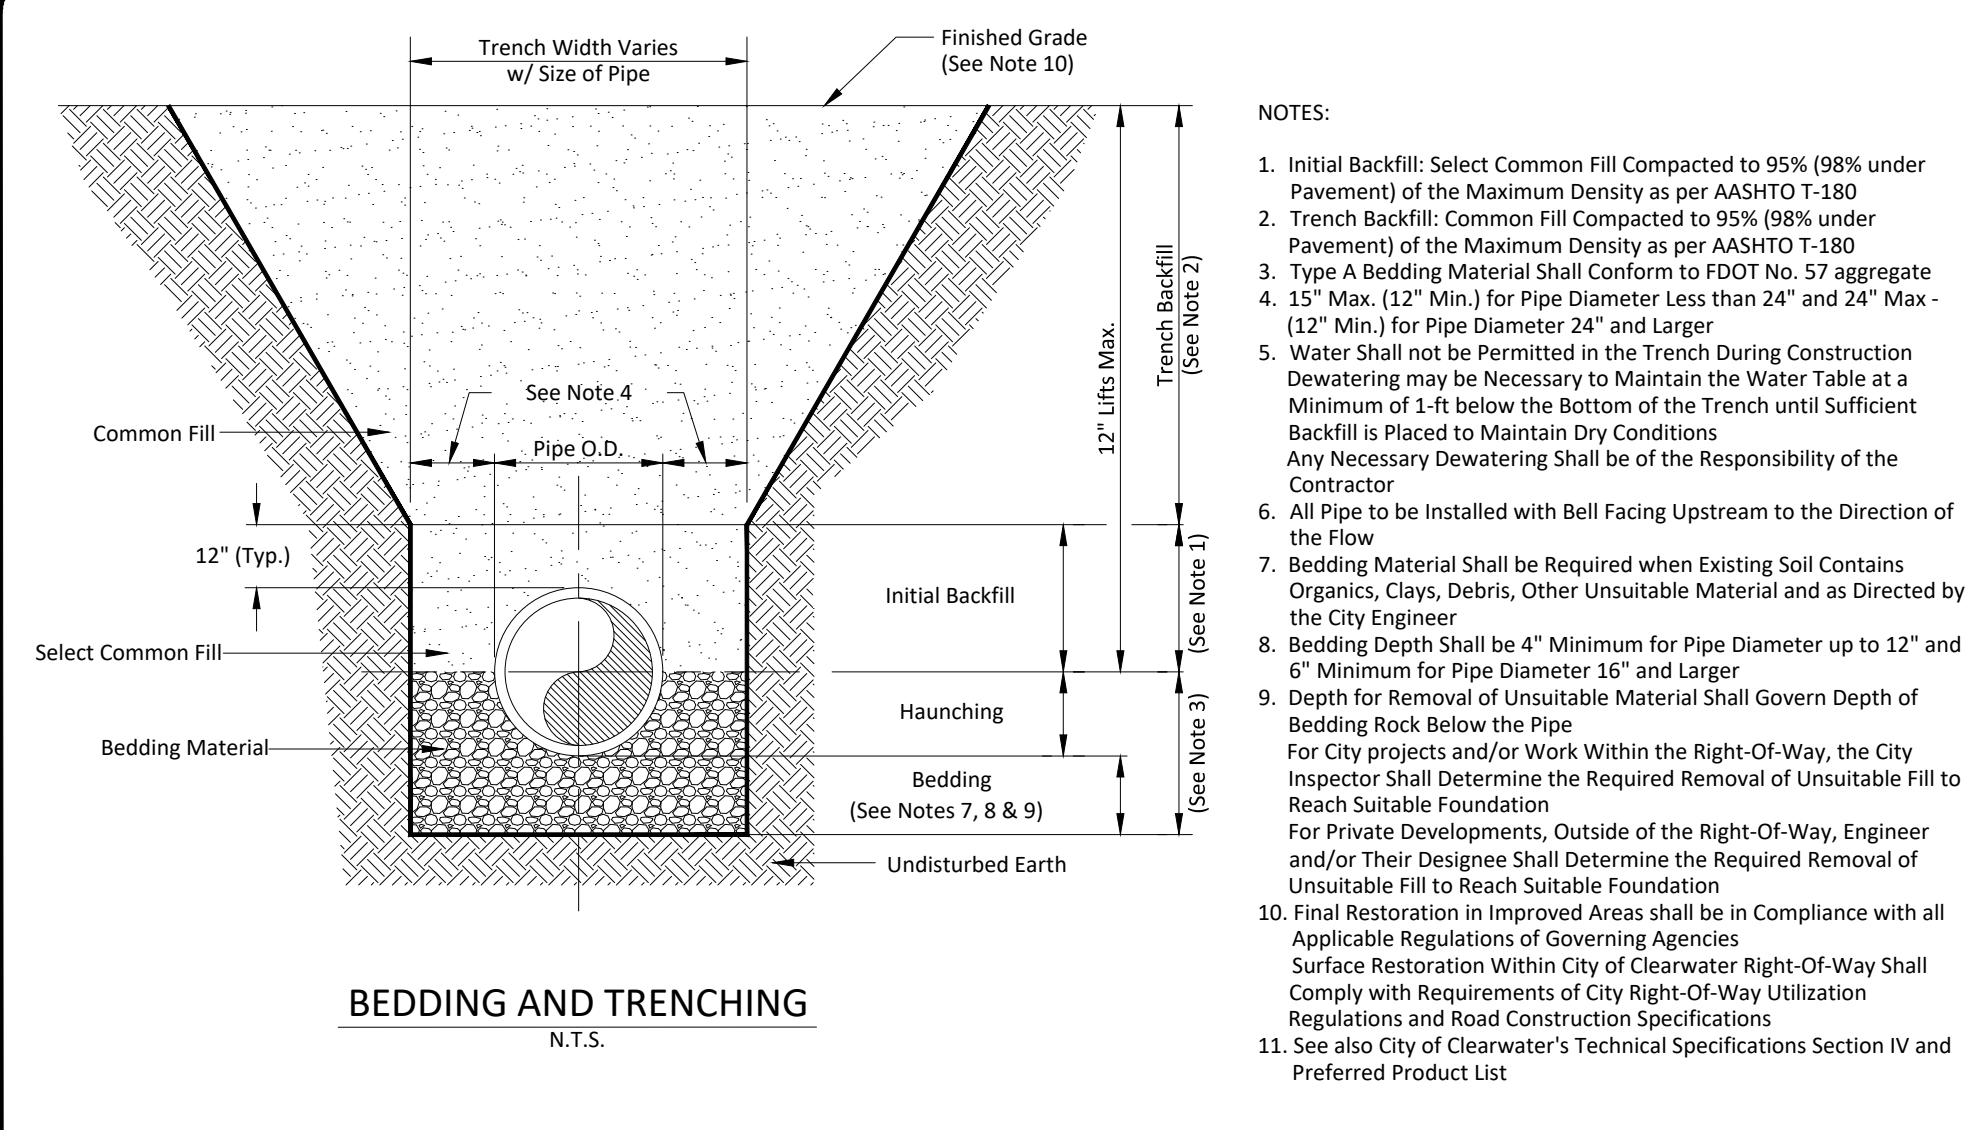 Trench Width Varies
w/ Size of Pipe
Finished Grade
(See Note 10)
See Note 4
Pipe O.D.
Common Fill
12" (Typ.)
Select Common Fill
Bedding Material
12" Lifts Max.
Trench Backfill
(See Note 2)
Initial Backfill
(See Note 1)
Haunching
Bedding
(See Notes 7, 8 & 9)
(See Note 3)
Undisturbed Earth
BEDDING AND TRENCHING
N.T.S.
NOTES:
1. Initial Backfill: Select Common Fill Compacted to 95% (98% under
Pavement) of the Maximum Density as per AASHTO T-180
2. Trench Backfill: Common Fill Compacted to 95% (98% under
Pavement) of the Maximum Density as per AASHTO T-180
3. Type A Bedding Material Shall Conform to FDOT No. 57 aggregate
4. 15" Max. (12" Min.) for Pipe Diameter Less than 24" and 24" Max -
(12" Min.) for Pipe Diameter 24" and Larger
5. Water Shall not be Permitted in the Trench During Construction
Dewatering may be Necessary to Maintain the Water Table at a
Minimum of 1-ft below the Bottom of the Trench until Sufficient
Backfill is Placed to Maintain Dry Conditions
Any Necessary Dewatering Shall be of the Responsibility of the
Contractor
6. All Pipe to be Installed with Bell Facing Upstream to the Direction of
the Flow
7. Bedding Material Shall be Required when Existing Soil Contains
Organics, Clays, Debris, Other Unsuitable Material and as Directed by
the City Engineer
8. Bedding Depth Shall be 4" Minimum for Pipe Diameter up to 12" and
6" Minimum for Pipe Diameter 16" and Larger
9. Depth for Removal of Unsuitable Material Shall Govern Depth of
Bedding Rock Below the Pipe
For City projects and/or Work Within the Right-Of-Way, the City
Inspector Shall Determine the Required Removal of Unsuitable Fill to
Reach Suitable Foundation
For Private Developments, Outside of the Right-Of-Way, Engineer
and/or Their Designee Shall Determine the Required Removal of
Unsuitable Fill to Reach Suitable Foundation
10. Final Restoration in Improved Areas shall be in Compliance with all
Applicable Regulations of Governing Agencies
Surface Restoration Within City of Clearwater Right-Of-Way Shall
Comply with Requirements of City Right-Of-Way Utilization
Regulations and Road Construction Specifications
11. See also City of Clearwater's Technical Specifications Section IV and
Preferred Product List